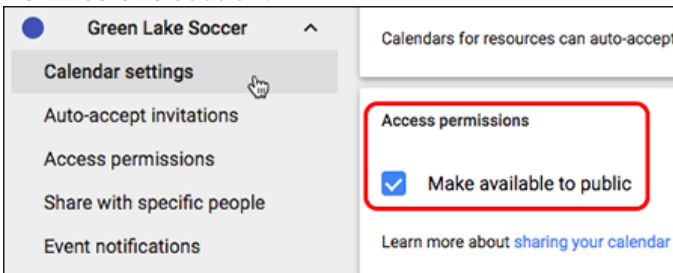 Green Lake Soccer
Calendar settings
Auto-accept invitations
Access permissions
Share with specific people
Event notifications
Calendars for resources can auto-accept
Access permissions
Make available to public
Learn more about sharing your calendar